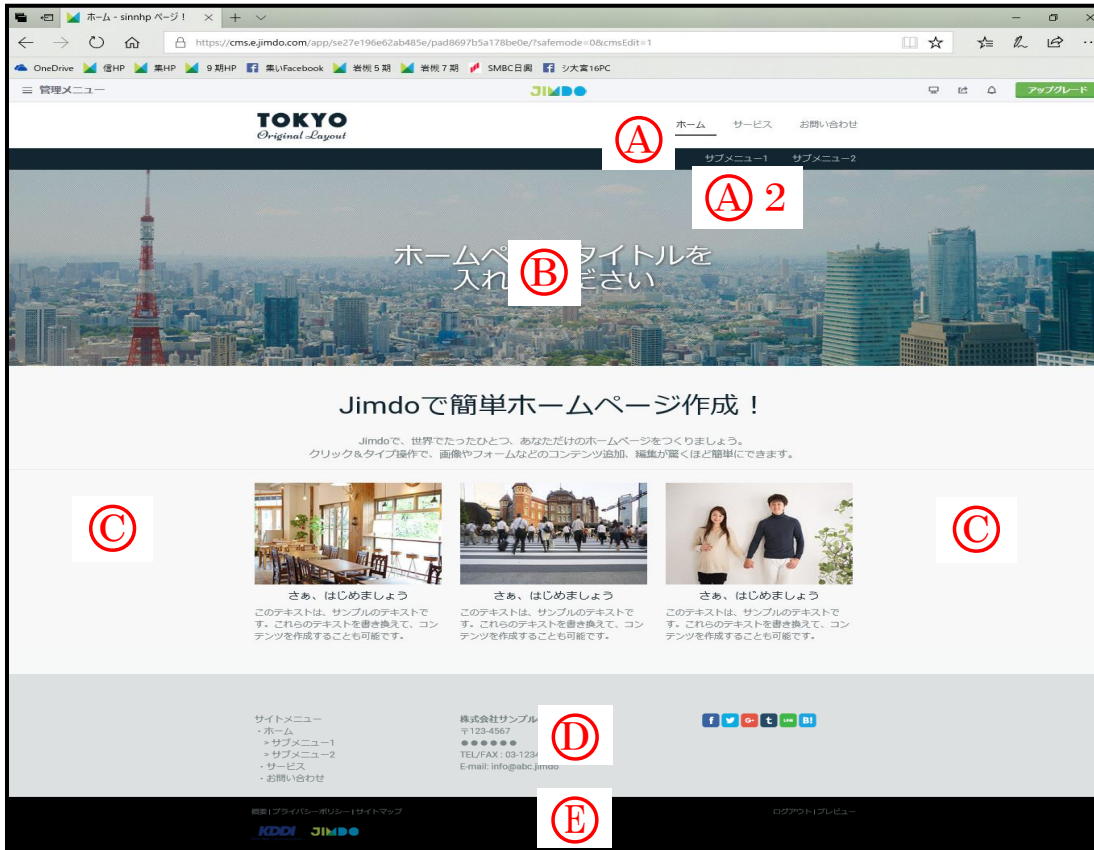 ホーム - sinnhp ページ！
https://cms.e.jimdo.com/app/se27e196e62ab485e/pad8697b5a178be0e/?safemode=0&cmsEdit=1
OneDrive 信HP 集HP 9期HP 集いFacebook 岩槻5期 岩槻7期 SMBC日興 シ大宮16PC
管理メニュー JIMDO アップグレード
TOKYO
Original Layout
ホーム サービス お問い合わせ
Ⓐ
サブメニュー1 サブメニュー2
Ⓐ 2
ホームペ タイトルを
入れ ださい
Ⓑ
Jimdoで簡単ホームページ作成！
Jimdoで、世界でたったひとつ、あなただけのホームページをつくりましょう。
クリック&タイプ操作で、画像やフォームなどのコンテンツ追加、編集が驚くほど簡単にできます。
Ⓒ Ⓒ
さぁ、はじめましょう さぁ、はじめましょう さぁ、はじめましょう
このテキストは、サンプルのテキストで このテキストは、サンプルのテキストで このテキストは、サンプルのテキストで
す。これらのテキストを書き換えて、コン す。これらのテキストを書き換えて、コン す。これらのテキストを書き換えて、コン
テンツを作成することも可能です。 テンツを作成することも可能です。 テンツを作成することも可能です。
サイトメニュー
・ホーム
> サブメニュー1
> サブメニュー2
・サービス
・お問い合わせ
株式会社サンプル
〒123-4567
●●●●●●
TEL/FAX : 03-123
E-mail: info@abc.jimdo
Ⓓ
f G+ t LINE B!
概要 | プライバシーポリシー | サイトマップ
ログアウト | プレビュー
KDDI JIMDO
Ⓔ